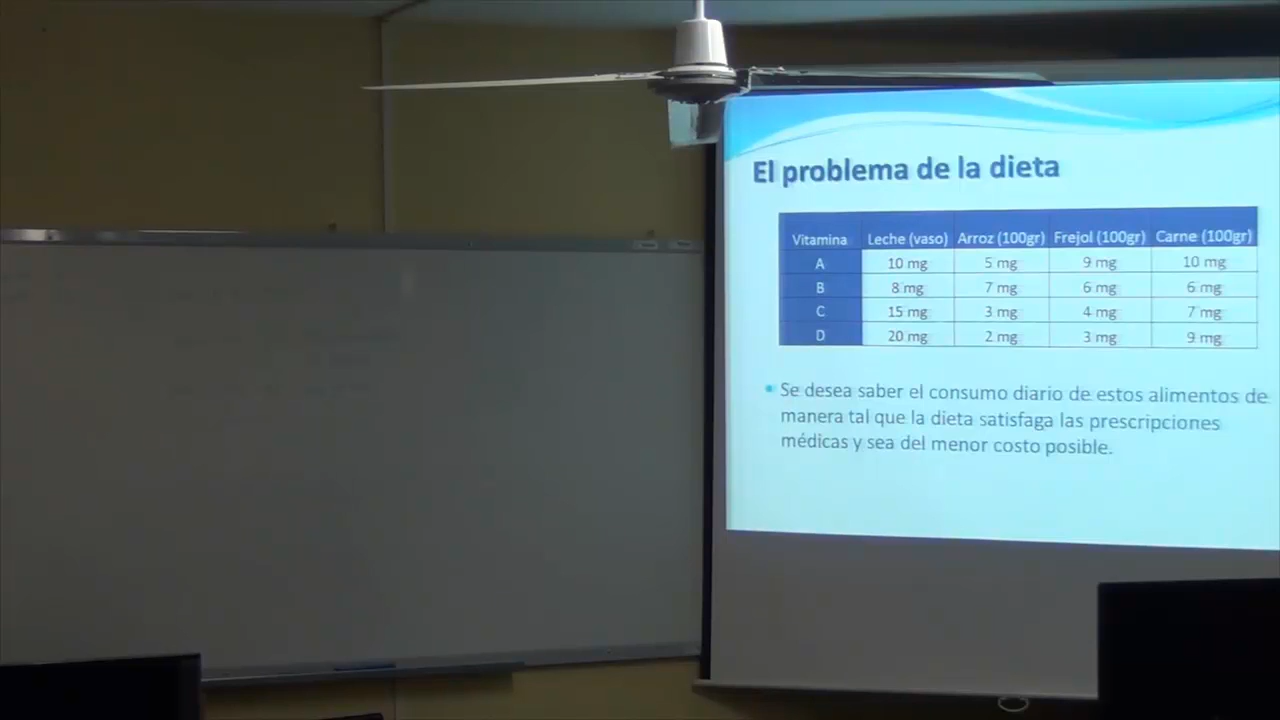 El problema de la dieta
Vitamina Leche (vaso) Arroz (100gr) Frejol (100gr) Carne (100gr)
A 10 mg 5 mg 9 mg 10 mg
B 8 mg 7 mg 6 mg 6 mg
C 15 mg 3 mg 4 mg 7 mg
D 20 mg 2 mg 3 mg 9 mg
Se desea saber el consumo diario de estos alimentos de
manera tal que la dieta satisfaga las prescripciones
médicas y sea del menor costo posible.